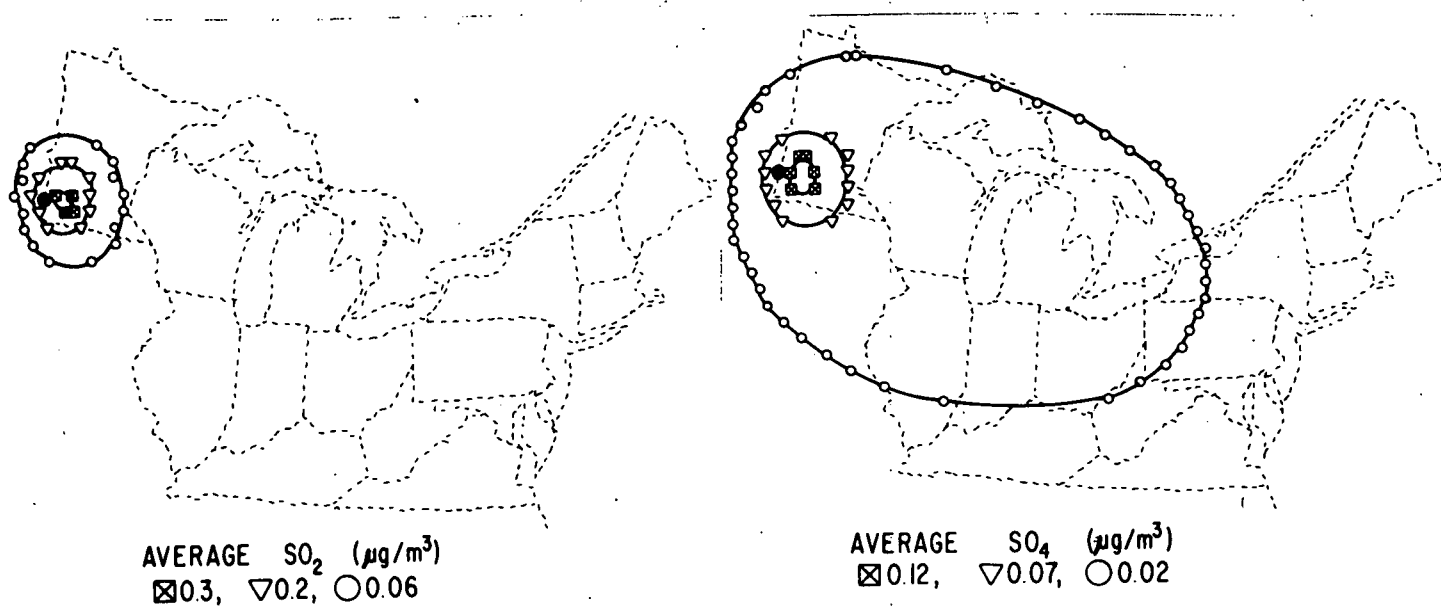 AVERAGE SO₂ (µg/m³)
⊠0.3, ▽0.2, ○0.06
AVERAGE SO₄ (µg/m³)
⊠0.12, ▽0.07, ○0.02